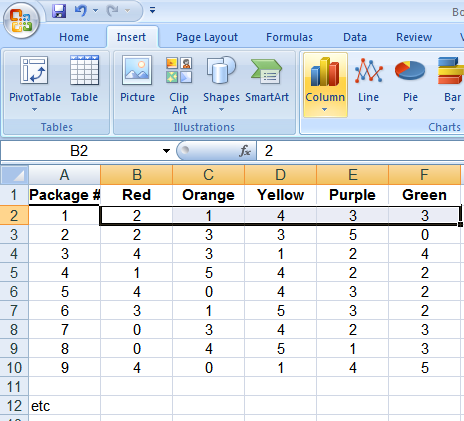 Bo
Home Insert Page Layout Formulas Data Review
PivotTable Table Picture Clip Art Shapes SmartArt Column Line Pie Bar
Tables Illustrations Charts
B2 fx 2
A B C D E F
1 Package # Red Orange Yellow Purple Green
2 1 2 1 4 3 3
3 2 2 3 3 5 0
4 3 4 3 1 2 4
5 4 1 5 4 2 2
6 5 4 0 4 3 2
7 6 3 1 5 3 2
8 7 0 3 4 2 3
9 8 0 4 5 1 3
10 9 4 0 1 4 5
11
12 etc